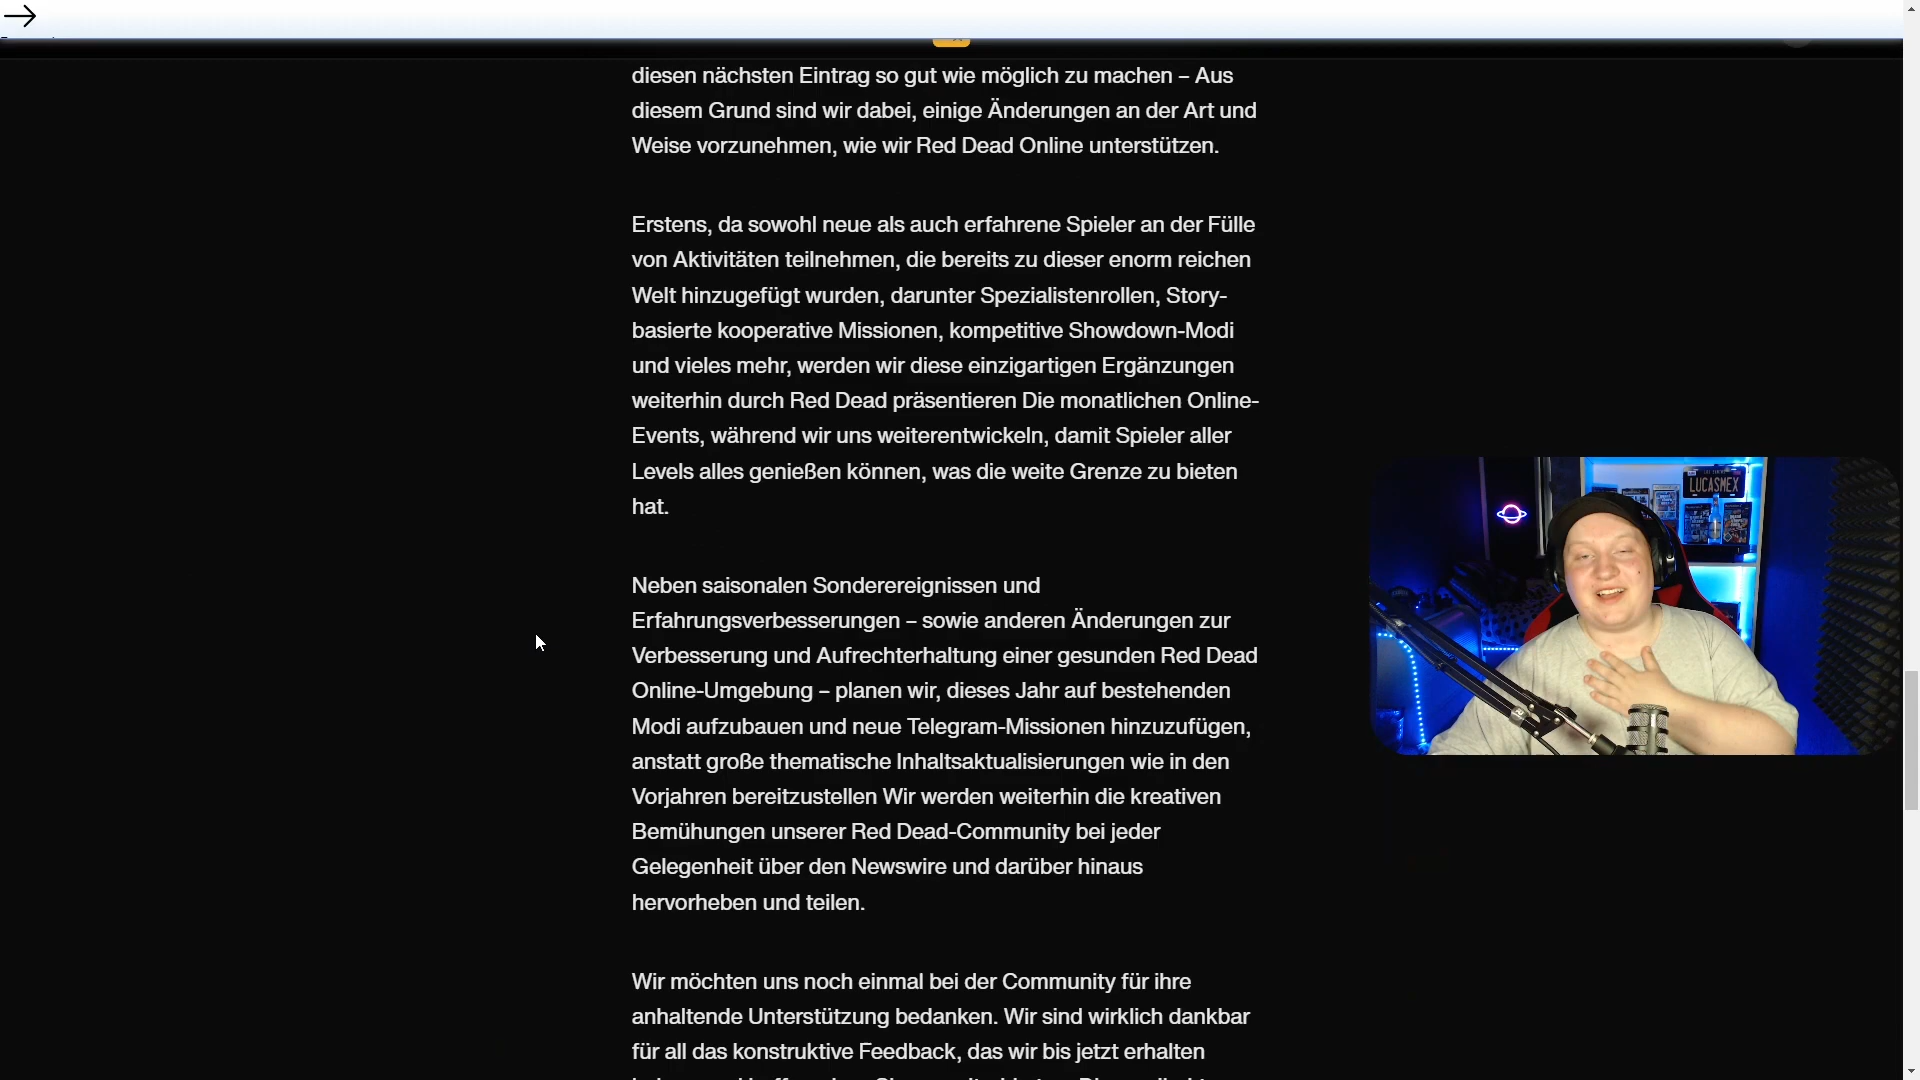 diesen nächsten Eintrag so gut wie möglich zu machen – Aus
diesem Grund sind wir dabei, einige Änderungen an der Art und
Weise vorzunehmen, wie wir Red Dead Online unterstützen.
Erstens, da sowohl neue als auch erfahrene Spieler an der Fülle
von Aktivitäten teilnehmen, die bereits zu dieser enorm reichen
Welt hinzugefügt wurden, darunter Spezialistenrollen, Story-
basierte kooperative Missionen, kompetitive Showdown-Modi
und vieles mehr, werden wir diese einzigartigen Ergänzungen
weiterhin durch Red Dead präsentieren Die monatlichen Online-
Events, während wir uns weiterentwickeln, damit Spieler aller
Levels alles genießen können, was die weite Grenze zu bieten
hat.
Neben saisonalen Sonderereignissen und
Erfahrungsverbesserungen – sowie anderen Änderungen zur
Verbesserung und Aufrechterhaltung einer gesunden Red Dead
Online-Umgebung – planen wir, dieses Jahr auf bestehenden
Modi aufzubauen und neue Telegram-Missionen hinzuzufügen,
anstatt große thematische Inhaltsaktualisierungen wie in den
Vorjahren bereitzustellen Wir werden weiterhin die kreativen
Bemühungen unserer Red Dead-Community bei jeder
Gelegenheit über den Newswire und darüber hinaus
hervorheben und teilen.
Wir möchten uns noch einmal bei der Community für ihre
anhaltende Unterstützung bedanken. Wir sind wirklich dankbar
für all das konstruktive Feedback, das wir bis jetzt erhalten
LUCASMEX